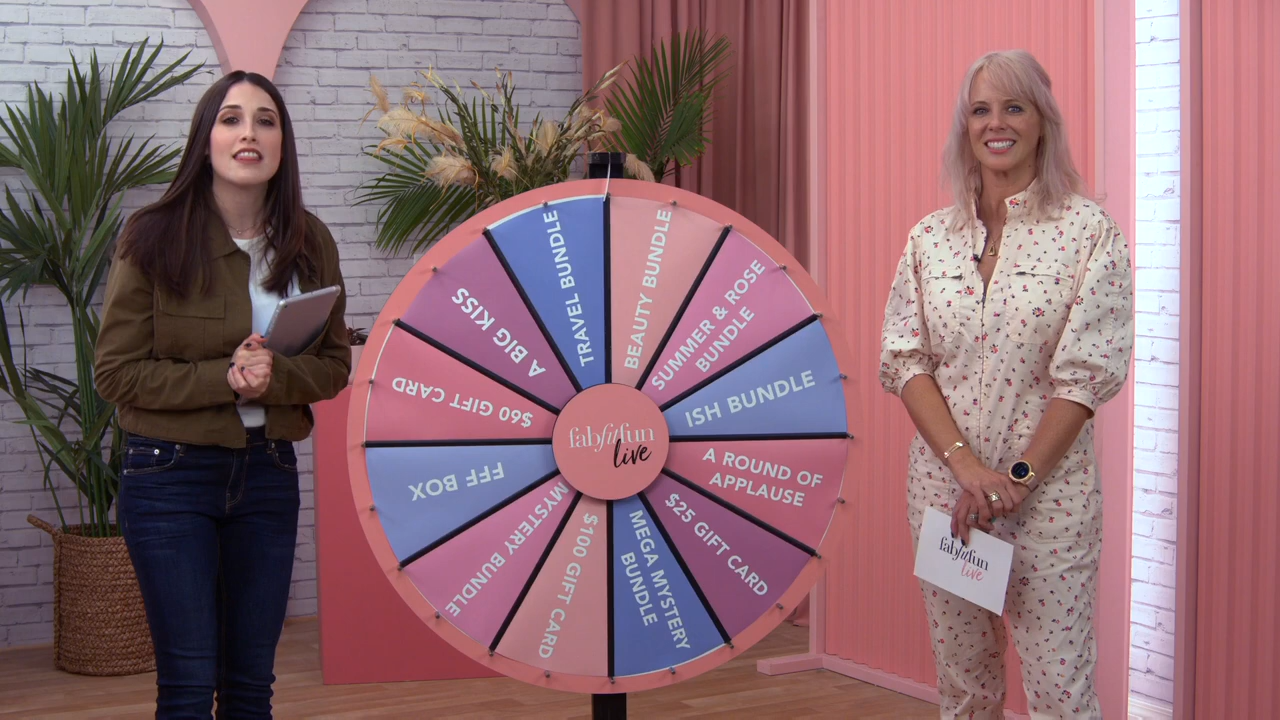 TRAVEL BUNDLE
BEAUTY BUNDLE
SUMMER & ROSE
BUNDLE
ISH BUNDLE
A ROUND OF
APPLAUSE
$25 GIFT CARD
MEGA MYSTERY
BUNDLE
$100 GIFT CARD
MYSTERY BUNDLE
FFF BOX
$60 GIFT CARD
A BIG KISS
fabfitfun
live
fabfitfun
live